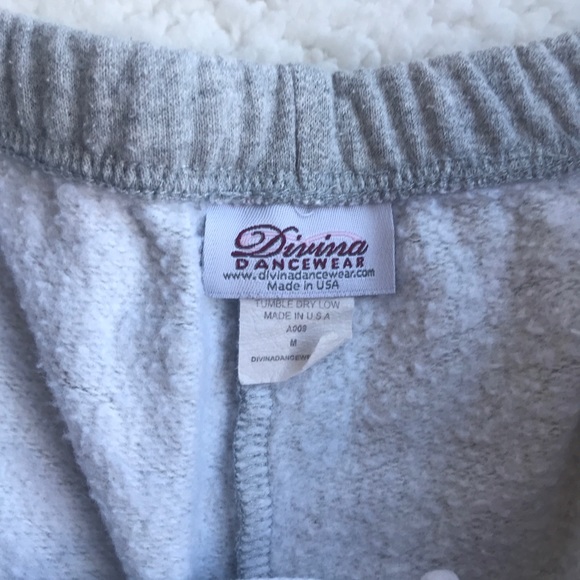 Divina
DANCEWEAR
www.divinadancewear.com
Made in USA
TUMBLE DRY LOW
MADE IN U.S.A
A009
M